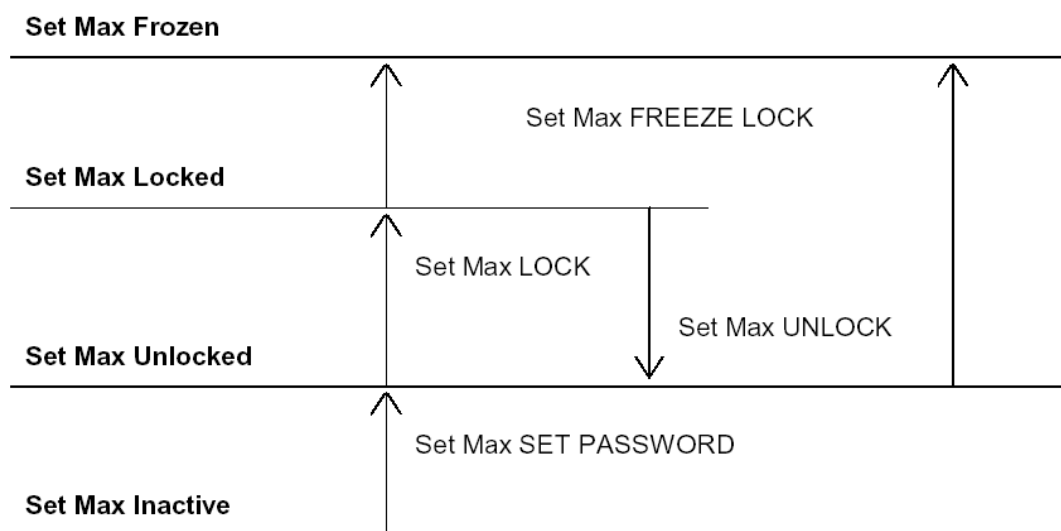 Set Max Frozen
Set Max FREEZE LOCK
Set Max Locked
Set Max LOCK
Set Max UNLOCK
Set Max Unlocked
Set Max SET PASSWORD
Set Max Inactive